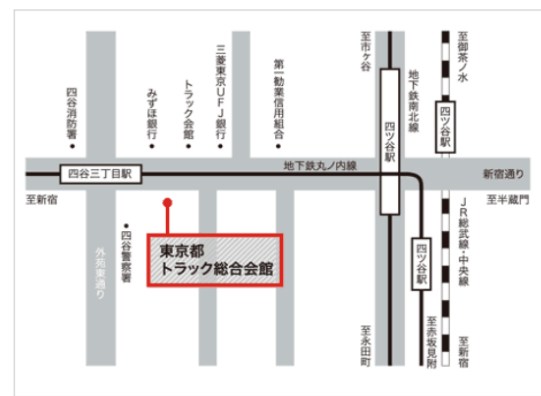 四谷消防署
みずほ銀行
トラック会館
三菱東京UFJ銀行
第一勧業信用組合
至市ヶ谷
地下鉄南北線
至御茶ノ水
四ツ谷駅
四ツ谷駅
四谷三丁目駅
地下鉄丸ノ内線
新宿通り
至新宿
至半蔵門
四谷警察署
外苑東通り
東京都
トラック総合会館
四ツ谷駅
JR総武線・中央線
至永田町
至赤坂見附
至新宿